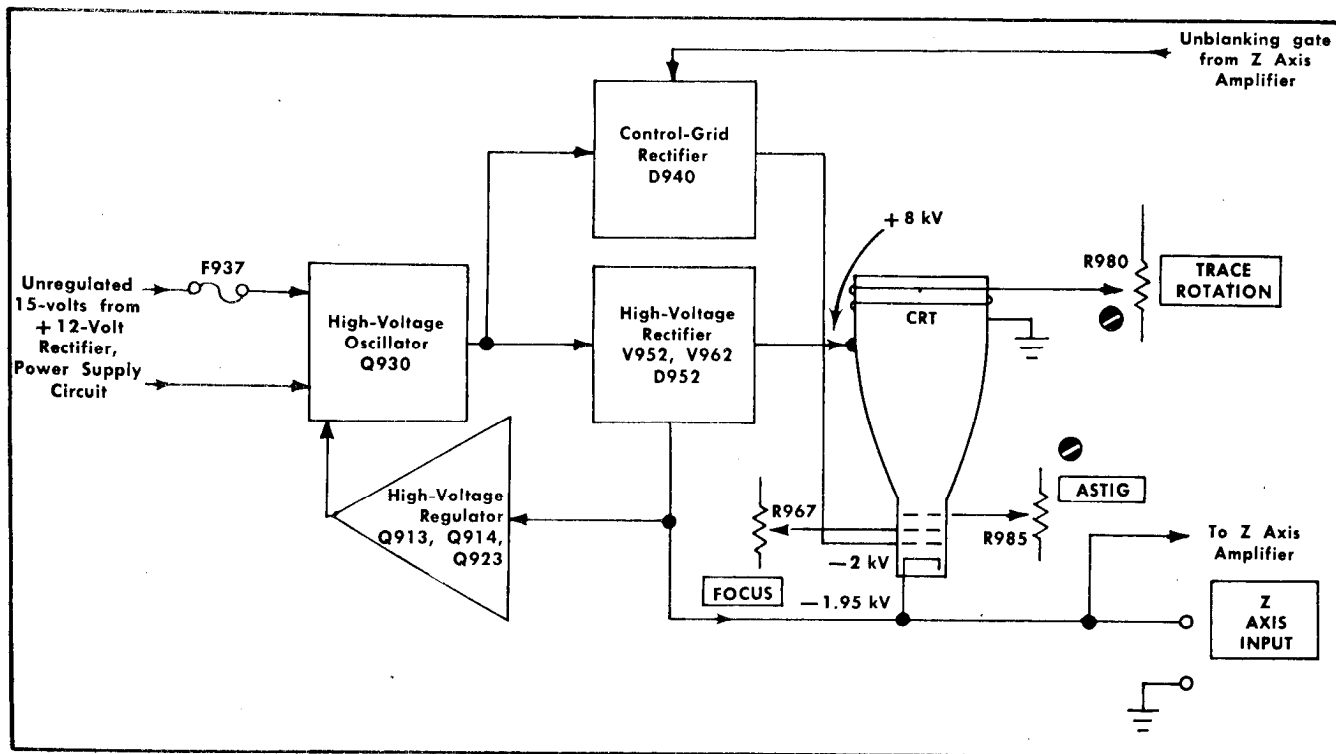 Unblanking gate
from Z Axis
Amplifier
Control-Grid
Rectifier
D940
+ 8 kV
F937
Unregulated
15-volts from
+ 12-Volt
Rectifier,
Power Supply
Circuit
High-Voltage
Oscillator
Q930
High-Voltage
Rectifier
V952, V962
D952
CRT
R980
TRACE
ROTATION
High-Voltage
Regulator
Q913, Q914,
Q923
R967
FOCUS
ASTIG
R985
—2 kV
—1.95 kV
To Z Axis
Amplifier
Z
AXIS
INPUT